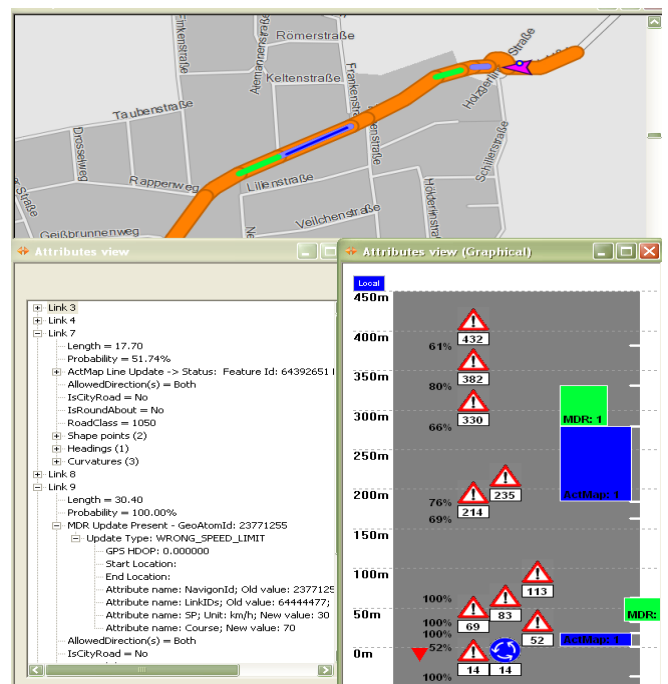 Römerstraße
Finkenstraße
Alemannenstraße
Keltenstraße
Frankenstraße
Holzgerlinger Straße
Taubenstraße
Drosselweg
Rappenweg
Lilienstraße
Schillerstraße
Hölderlinstraße
Veilchenstraße
Geißbrunnenweg
Attributes view
Link 3
Link 4
Link 7
Length = 17.70
Probability = 51.74%
ActMap Line Update -> Status: Feature Id: 64392651
AllowedDirection(s) = Both
IsCityRoad = No
IsRoundAbout = No
RoadClass = 1050
Shape points (2)
Headings (1)
Curvatures (3)
Link 8
Link 9
Length = 30.40
Probability = 100.00%
MDR Update Present - GeoAtomId: 23771255
Update Type: WRONG_SPEED_LIMIT
GPS HDOP: 0.000000
Start Location:
End Location:
Attribute name: NavigonId; Old value: 2377125
Attribute name: LinkIDs; Old value: 64444477;
Attribute name: SP; Unit: km/h; New value: 30
Attribute name: Course; New value: 70
AllowedDirection(s) = Both
IsCityRoad = No
Attributes view (Graphical)
Local
450m
400m
432
61%
382
350m
80%
330
300m
66%
MDR: 1
250m
235
200m
76%
214
ActMap: 1
69%
150m
100m
113
100%
50m
83
MDR:
69
100%
100%
52
ActMap: 1
52%
0m
14
14
100%